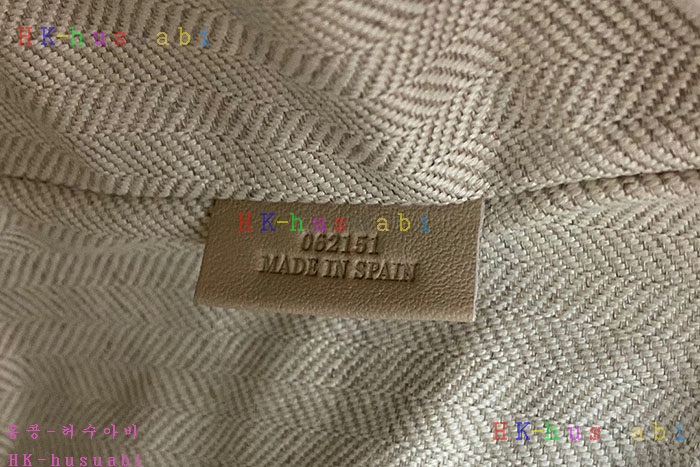 HK-hus abi
HK-hus abi
062151
MADE IN SPAIN
홍콩-허수아비
HK-husuabi
HK-hus abi